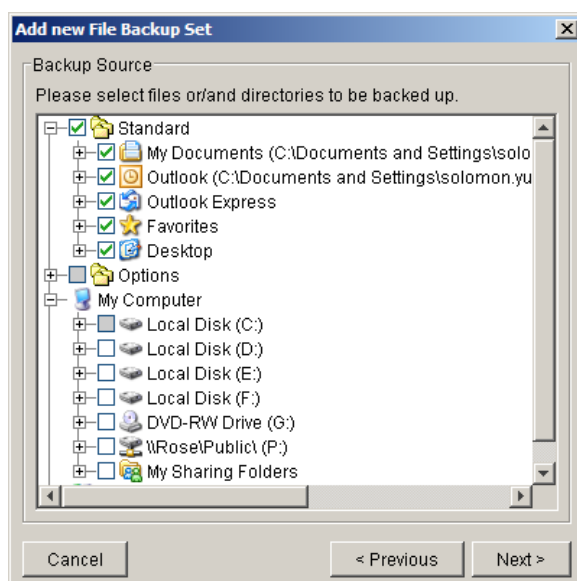 Add new File Backup Set
Backup Source
Please select files or/and directories to be backed up.
Standard
My Documents (C:\Documents and Settings\solo
Outlook (C:\Documents and Settings\solomon.yu
Outlook Express
Favorites
Desktop
Options
My Computer
Local Disk (C:)
Local Disk (D:)
Local Disk (E:)
Local Disk (F:)
DVD-RW Drive (G:)
\\Rose\Public\ (P:)
My Sharing Folders
Cancel
< Previous
Next >